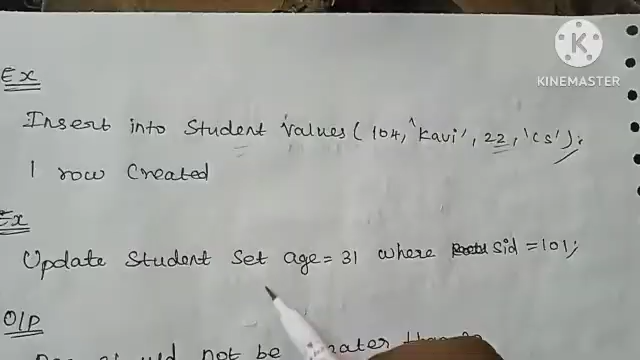 KINEMASTER
Ex
Insert into Student values (104, 'Kavi', 22, 'CS');
1 row Created
Ex
Update Student Set age = 31 where sid = 101;
O/P
not be